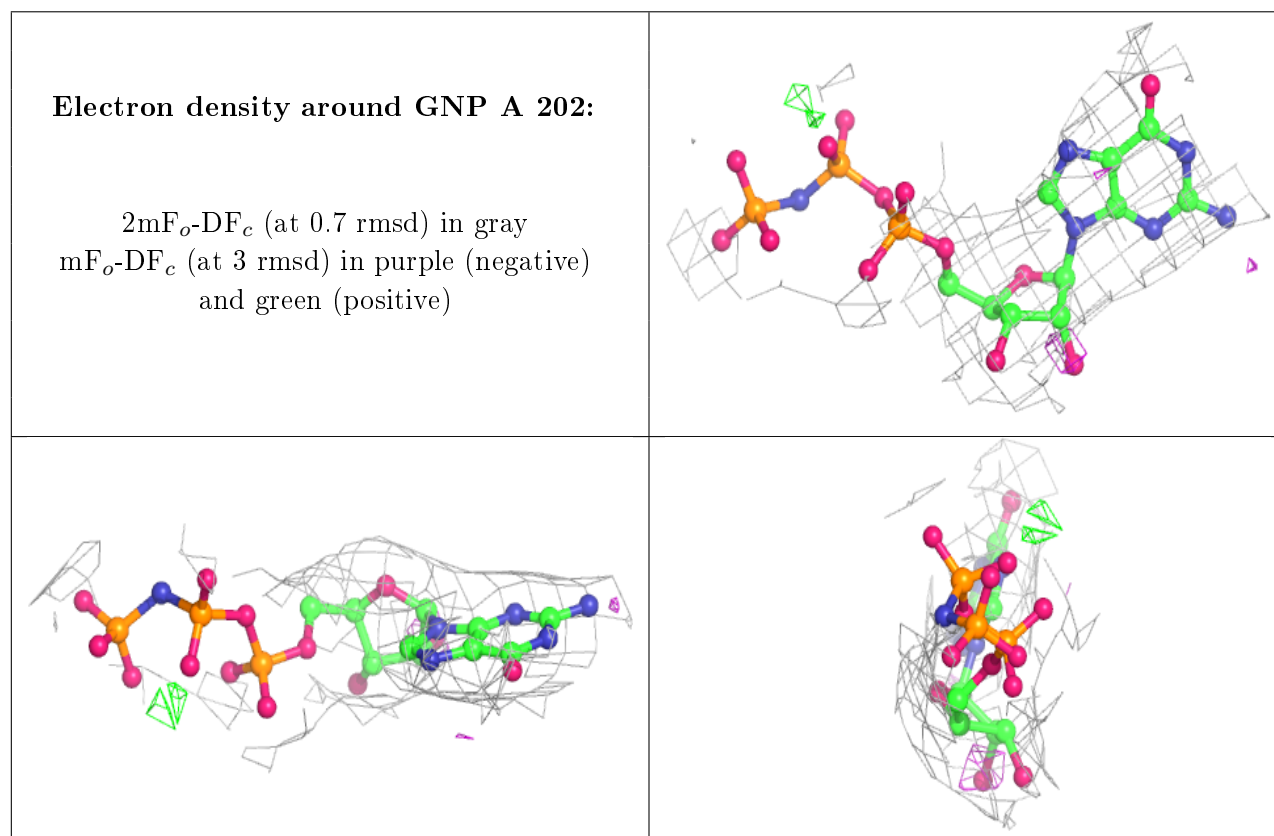 Electron density around GNP A 202:
2mFₒ-DF𝒸 (at 0.7 rmsd) in gray
mFₒ-DF𝒸 (at 3 rmsd) in purple (negative)
and green (positive)